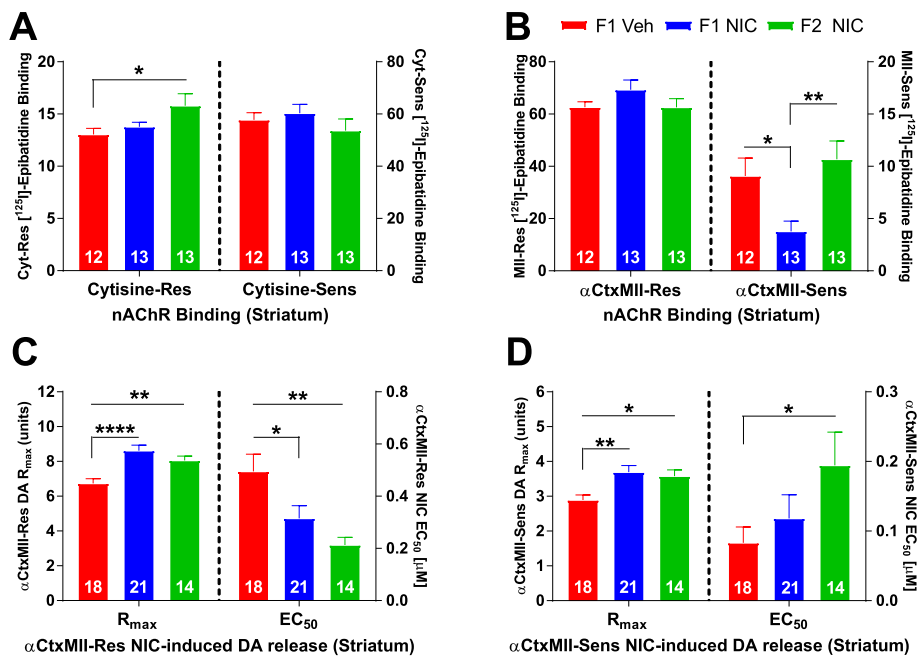 A
B
F1 Veh F1 NIC F2 NIC
Cyt-Res [¹²⁵I]-Epibatidine Binding
20
15
10
5
0
*
12 13 13 12 13 13
80
60
40
20
0
Cyt-Sens [¹²⁵I]-Epibatidine Binding
Cytisine-Res Cytisine-Sens
nAChR Binding (Striatum)
MII-Res [¹²⁵I]-Epibatidine Binding
80
60
40
20
0
* **
12 13 13 12 13 13
20
15
10
5
0
MII-Sens [¹²⁵I]-Epibatidine Binding
αCtxMII-Res αCtxMII-Sens
nAChR Binding (Striatum)
C
D
αCtxMII-Res DA Rmax (units)
12
10
8
6
4
2
0
** **
**** *
18 21 14 18 21 14
0.8
0.6
0.4
0.2
0.0
αCtxMII-Res NIC EC50 [µM]
Rmax EC50
αCtxMII-Res NIC-induced DA release (Striatum)
αCtxMII-Sens DA Rmax (units)
6
5
4
3
2
1
0
* *
**
18 21 14 18 21 14
0.3
0.2
0.1
0.0
αCtxMII-Sens NIC EC50 [µM]
Rmax EC50
αCtxMII-Sens NIC-induced DA release (Striatum)